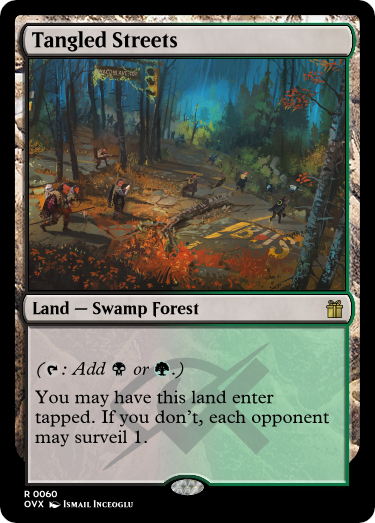 Tangled Streets
Land — Swamp Forest
(: Add or .)
You may have this land enter
tapped. If you don't, each opponent
may surveil 1.
R 0060
OVX ISMAIL INCEOGLU